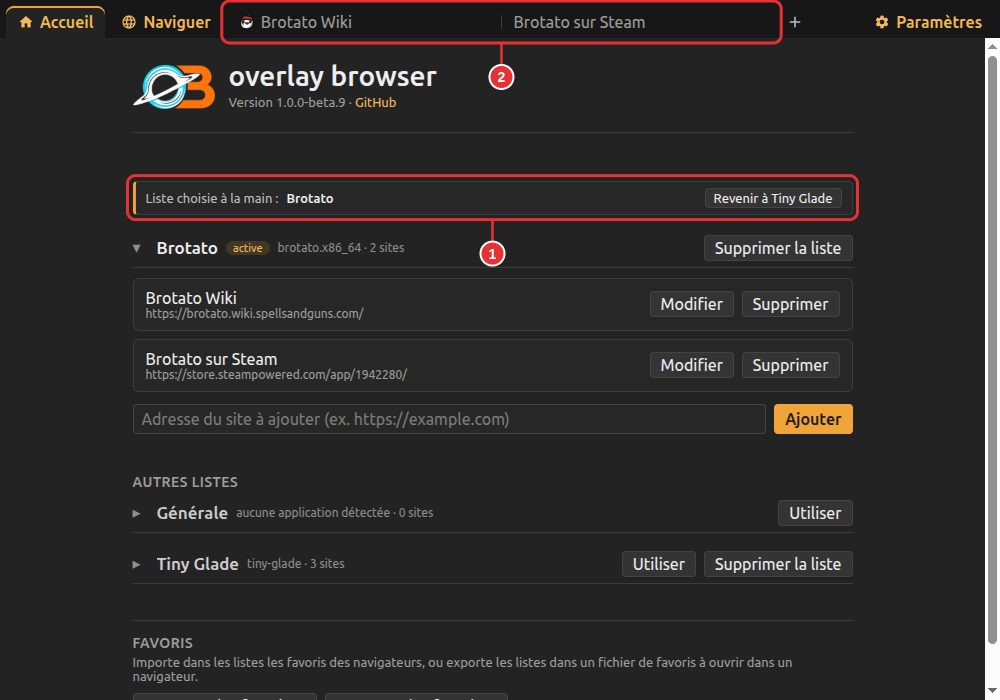 Accueil
Naviguer
Brotato Wiki
Brotato sur Steam
+
Paramètres
2
overlay browser
Version 1.0.0-beta.9 · GitHub
Liste choisie à la main : Brotato
Revenir à Tiny Glade
1
Brotato active brotato.x86_64 · 2 sites
Supprimer la liste
Brotato Wiki
https://brotato.wiki.spellsandguns.com/
Modifier
Supprimer
Brotato sur Steam
https://store.steampowered.com/app/1942280/
Modifier
Supprimer
Adresse du site à ajouter (ex. https://example.com)
Ajouter
AUTRES LISTES
Générale aucune application détectée · 0 sites
Utiliser
Tiny Glade tiny-glade · 3 sites
Utiliser
Supprimer la liste
FAVORIS
Importe dans les listes les favoris des navigateurs, ou exporte les listes dans un fichier de favoris à ouvrir dans un
navigateur.